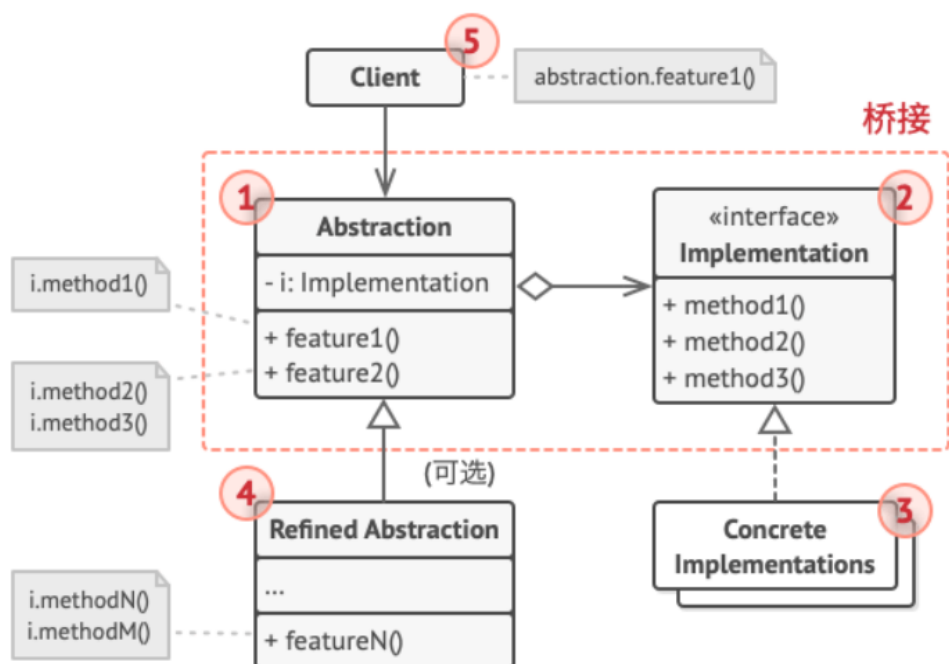 5
Client
abstraction.feature1()
桥接
1
Abstraction
- i: Implementation
+ feature1()
+ feature2()
2
«interface»
Implementation
+ method1()
+ method2()
+ method3()
i.method1()
i.method2()
i.method3()
(可选)
4
Refined Abstraction
...
+ featureN()
3
Concrete
Implementations
i.methodN()
i.methodM()